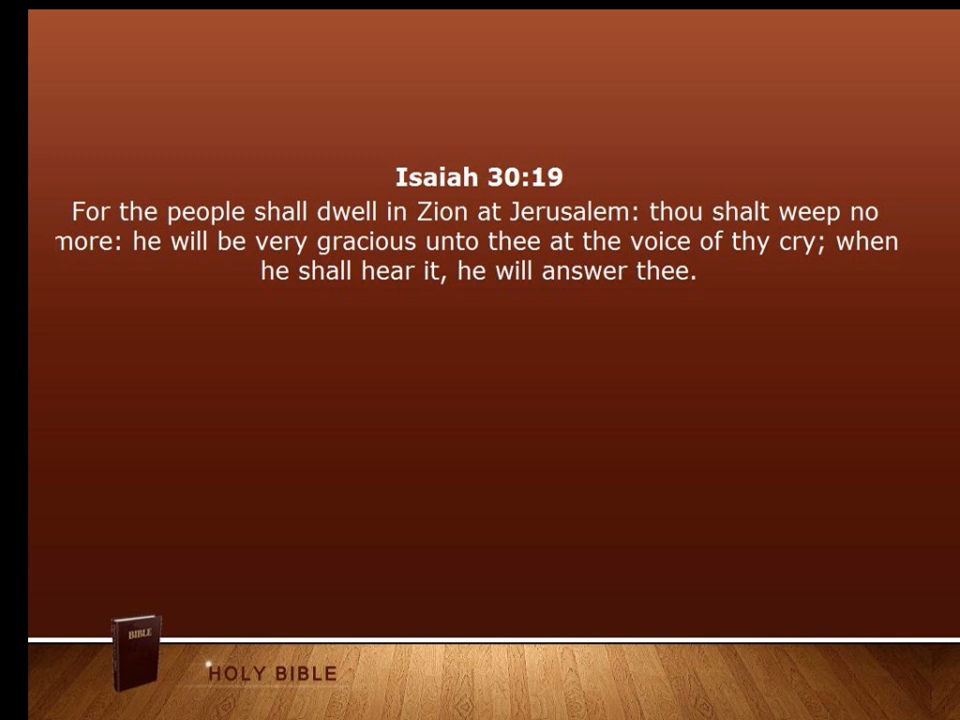 Isaiah 30:19
For the people shall dwell in Zion at Jerusalem: thou shalt weep no
more: he will be very gracious unto thee at the voice of thy cry; when
he shall hear it, he will answer thee.
BIBLE
HOLY BIBLE